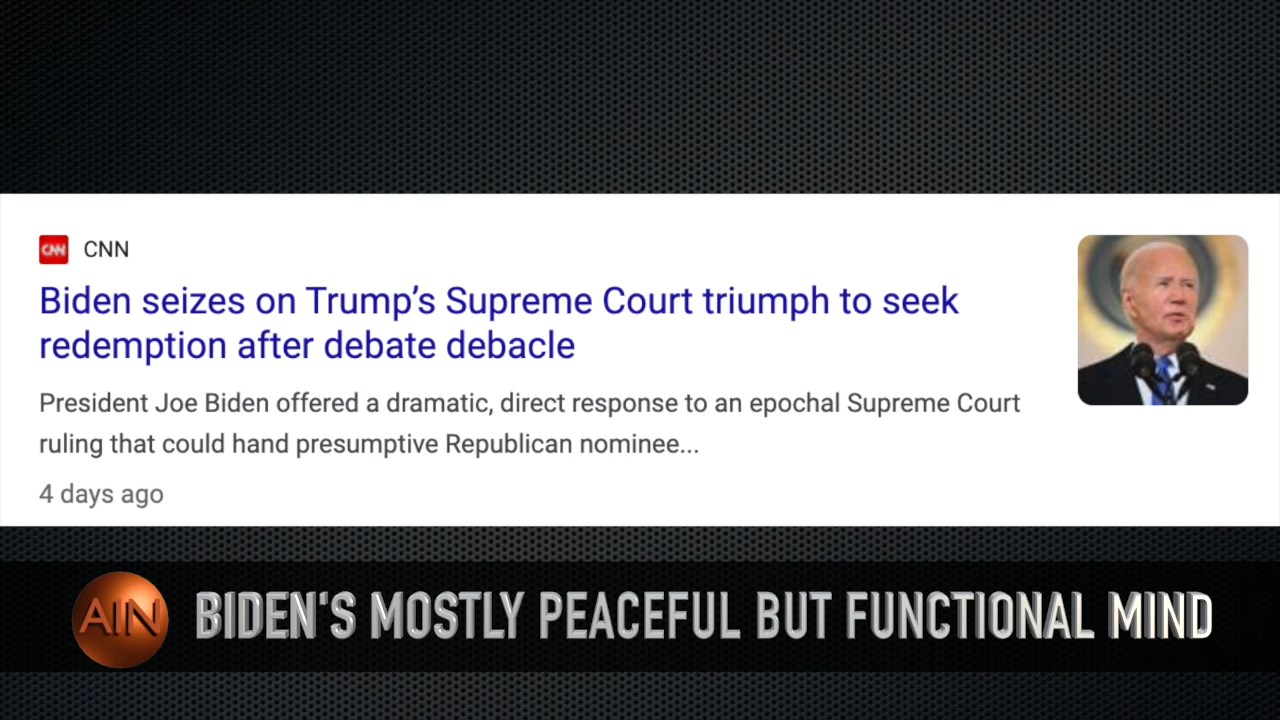 CNN
CNN
Biden seizes on Trump’s Supreme Court triumph to seek
redemption after debate debacle
President Joe Biden offered a dramatic, direct response to an epochal Supreme Court
ruling that could hand presumptive Republican nominee...
4 days ago
AIN
BIDEN'S MOSTLY PEACEFUL BUT FUNCTIONAL MIND